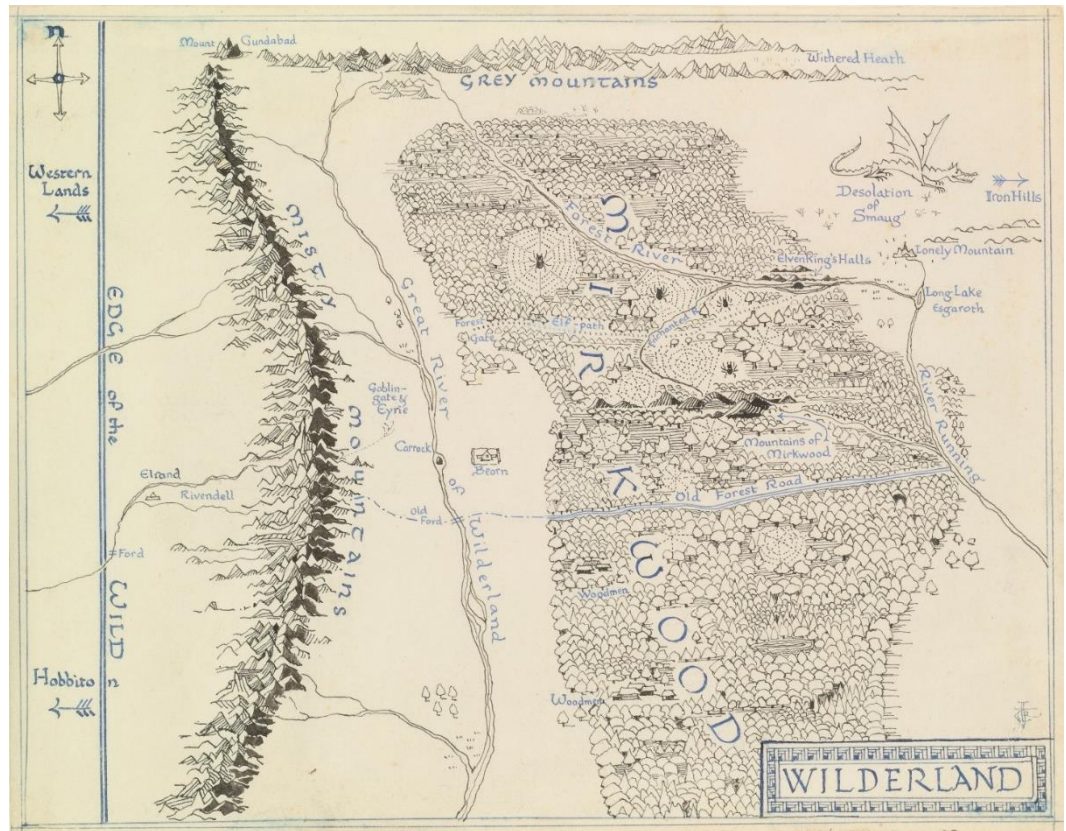 n
Mount Gundabad
Withered Heath
GREY MOUNTAINS
Western
Lands
Desolation
of
Smaug
Iron Hills
MISTY MOUNTAINS
Forest River
ElvenKing's Halls
Lonely Mountain
EDGE of the WILD
Great River of Wilderland
Long-Lake
Esgaroth
Forest
Gate
Elf-path
Enchanted R.
MIRKWOOD
Goblin-
gate &
Eyrie
River Running
Carrock
Beorn
Mountains of
Mirkwood
Elrond
Rivendell
Old Forest Road
Old
Ford
Ford
Woodmen
Hobbiton
Woodmen
WILDERLAND